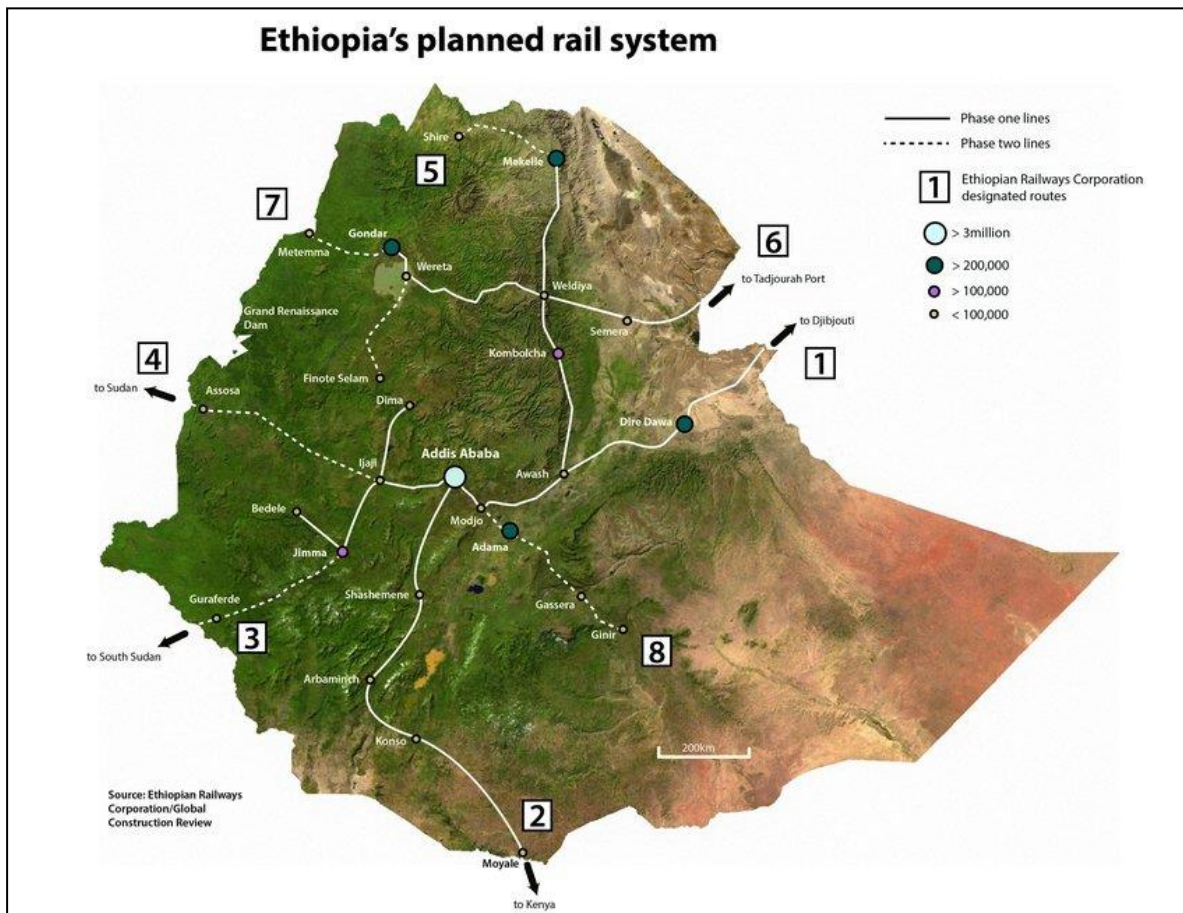 Ethiopia's planned rail system
Phase one lines
Phase two lines
1
Ethiopian Railways Corporation
designated routes
> 3million
> 200,000
> 100,000
< 100,000
Shire
5
Mekelle
7
Gondar
Metemma
Wereta
6
to Tadjourah Port
Weldiya
Semera
Grand Renaissance
Dam
to Djibjouti
1
Kombolcha
4
to Sudan
Assosa
Finote Selam
Dima
Dire Dawa
Addis Ababa
Ijaji
Awash
Bedele
Modjo
Jimma
Adama
Shashemene
Gassera
Guraferde
3
to South Sudan
Ginir
8
Arbaminch
Konso
200km
Source: Ethiopian Railways
Corporation/Global
Construction Review
2
Moyale
to Kenya